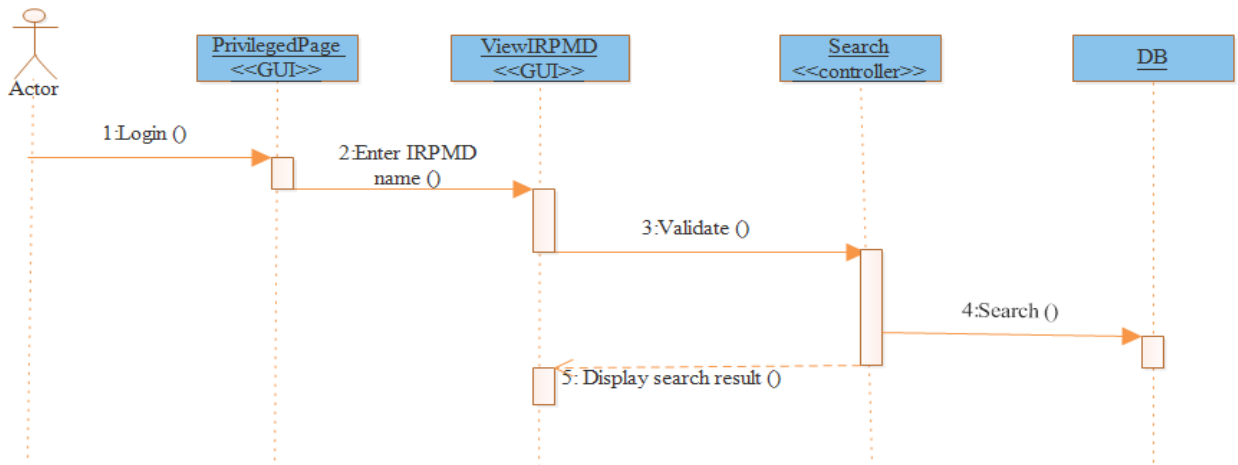 Actor
PrivilegedPage
<<GUI>>
ViewIRPMD
<<GUI>>
Search
<<controller>>
DB
1:Login ()
2:Enter IRPMD
name ()
3:Validate ()
4:Search ()
5: Display search result ()